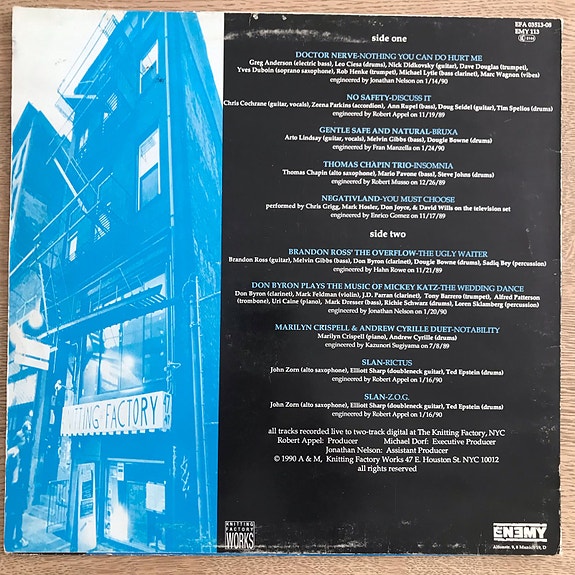 EFA 03513-08
EMY 113
side one
DOCTOR NERVE-NOTHING YOU CAN DO HURT ME
Greg Anderson (electric bass), Leo Ciesa (drums), Nick Didkovsky (guitar), Dave Douglas (trumpet),
Yves Duboin (soprano saxophone), Rob Henke (trumpet), Michael Lytle (bass clarinet), Marc Wagnon (vibes)
engineered by Jonathan Nelson on 1/14/90
NO SAFETY-DISCUSS IT
Chris Cochrane (guitar, vocals), Zeena Parkins (accordion), Ann Rupel (bass), Doug Seidel (guitar), Tim Spelios (drums)
engineered by Robert Appel on 11/19/89
GENTLE SAFE AND NATURAL-BRUXA
Arto Lindsay (guitar, vocals), Melvin Gibbs (bass), Dougie Bowne (drums)
engineered by Fran Manzella on 1/24/90
THOMAS CHAPIN TRIO-INSOMNIA
Thomas Chapin (alto saxophone), Mario Pavone (bass), Steve Johns (drums)
engineered by Robert Musso on 12/26/89
NEGATIVLAND-YOU MUST CHOOSE
performed by Chris Grigg, Mark Hosler, Don Joyce, & David Wills on the television set
engineered by Enrico Gomez on 11/17/89
side two
BRANDON ROSS' THE OVERFLOW-THE UGLY WAITER
Brandon Ross (guitar), Melvin Gibbs (bass), Don Byron (clarinet), Dougie Bowne (drums), Sadiq Bey (percussion)
engineered by Hahn Rowe on 11/21/89
DON BYRON PLAYS THE MUSIC OF MICKEY KATZ-THE WEDDING DANCE
Don Byron (clarinet), Mark Feldman (violin), J.D. Parran (clarinet), Tony Barrero (trumpet), Alfred Patterson
(trombone), Uri Caine (piano), Mark Dresser (bass), Richie Schwarz (drums), Loren Sklamberg (percussion)
engineered by Jonathan Nelson on 1/20/90
MARILYN CRISPELL & ANDREW CYRILLE DUET-NOTABILITY
Marilyn Crispell (piano), Andrew Cyrille (drums)
engineered by Kazunori Sugiyama on 7/8/89
SLAN-RICTUS
John Zorn (alto saxophone), Elliott Sharp (doubleneck guitar), Ted Epstein (drums)
engineered by Robert Appel on 1/16/90
SLAN-Z.O.G.
John Zorn (alto saxophone), Elliott Sharp (doubleneck guitar), Ted Epstein (drums)
engineered by Robert Appel on 1/16/90
all tracks recorded live to two-track digital at The Knitting Factory, NYC
Robert Appel: Producer Michael Dorf: Executive Producer
Jonathan Nelson: Assistant Producer
© 1990 A & M, Knitting Factory Works 47 E. Houston St. NYC 10012
all rights reserved
KNITTING FACTORY
KNITTING
FACTORY
WORKS
ENEMY